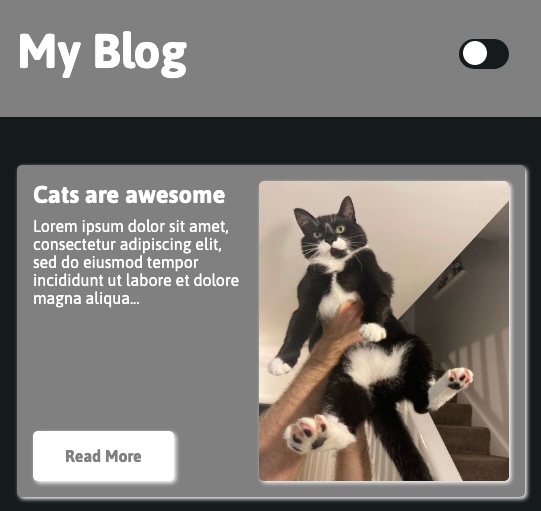 My Blog
Cats are awesome
Lorem ipsum dolor sit amet,
consectetur adipiscing elit,
sed do eiusmod tempor
incididunt ut labore et dolore
magna aliqua...
Read More